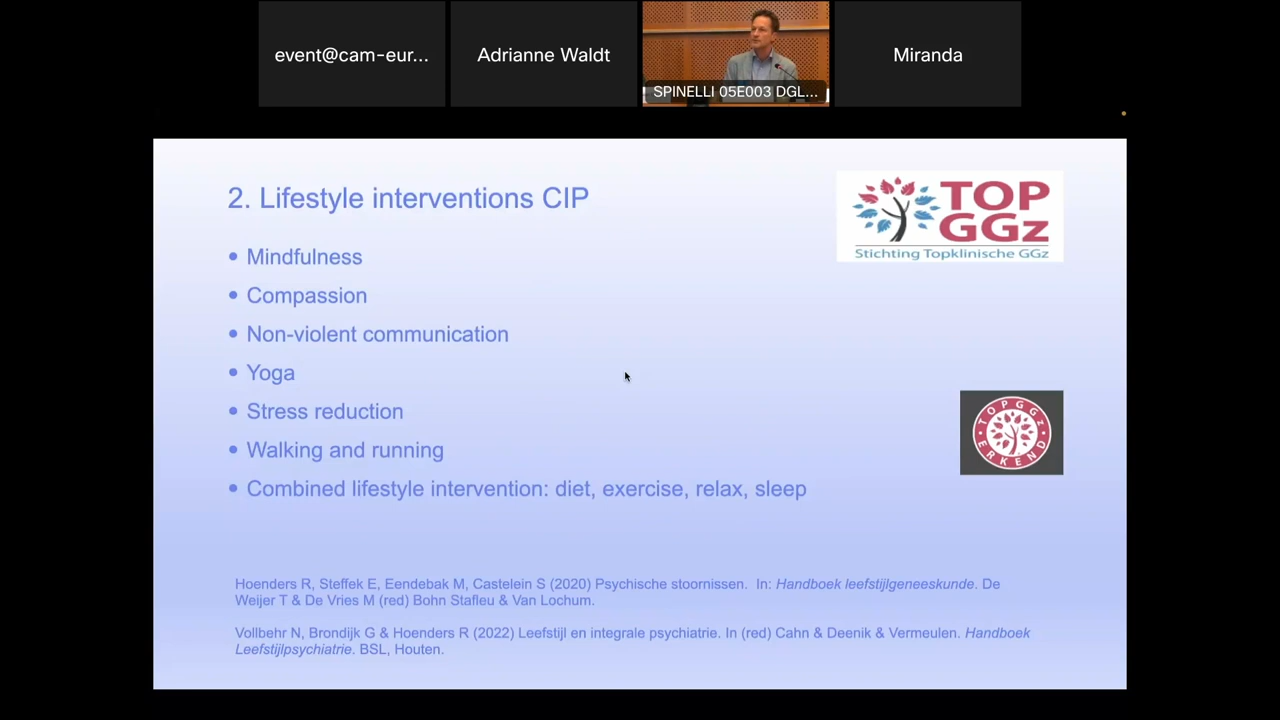 event@cam-eur...
Adrianne Waldt
SPINELLI 05E003 DGL...
Miranda
2. Lifestyle interventions CIP
TOP
GGz
Stichting Topklinische GGz
• Mindfulness
• Compassion
• Non-violent communication
• Yoga
• Stress reduction
• Walking and running
• Combined lifestyle intervention: diet, exercise, relax, sleep
TOPGGz
ERKEND
Hoenders R, Steffek E, Eendebak M, Castelein S (2020) Psychische stoornissen. In: Handboek leefstijlgeneeskunde. De
Weijer T & De Vries M (red) Bohn Stafleu & Van Lochum.
Vollbehr N, Brondijk G & Hoenders R (2022) Leefstijl en integrale psychiatrie. In (red) Cahn & Deenik & Vermeulen. Handboek
Leefstijlpsychiatrie. BSL, Houten.